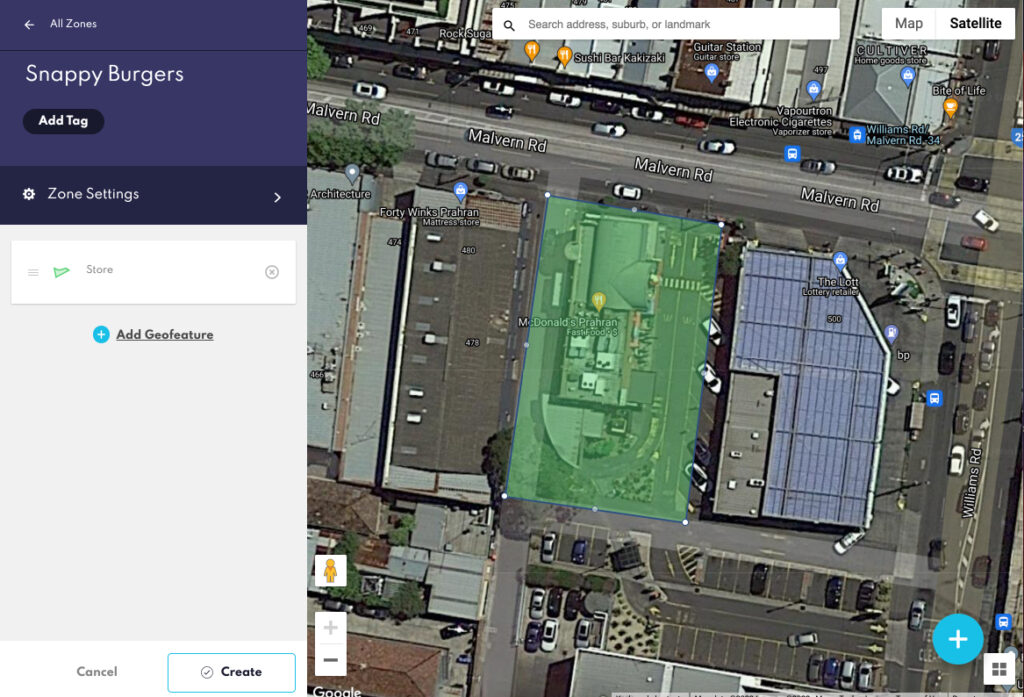 All Zones
Snappy Burgers
Add Tag
Zone Settings
Store
Add Geofeature
Cancel
Create
Search address, suburb, or landmark
Map
Satellite
469
471
Rock Suga
Sushi Bar Kakizaki
Guitar Station
Guitar store
497
CULTIVER
Home goods store
Bite of Life
Vapourtron
Electronic Cigarettes
Vaporizer store
Williams Rd/
Malvern Rd-34
Malvern Rd
Malvern Rd
Malvern Rd
Malvern Rd
Architecture
Forty Winks Prahran
Mattress store
474
480
478
466
McDonald's Prahran
Fast Food • $
The Lott
Lottery retailer
500
bp
Williams Rd
Google